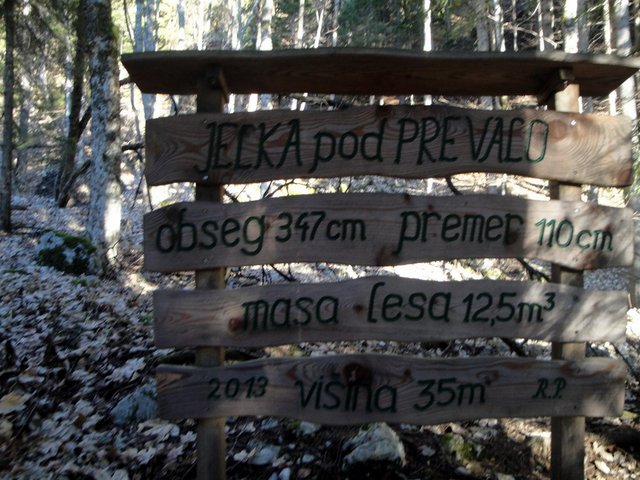 JELKA pod PREVALO
obseg 347cm premer 110cm
masa lesa 12,5m³
2013 višina 35m R.P.